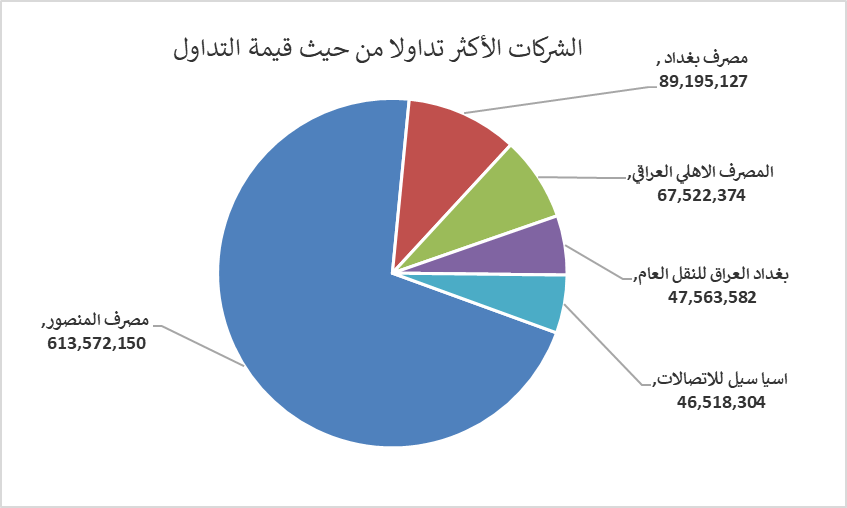 الشركات الأكثر تداولا من حيث قيمة التداول
مصرف بغداد ,
89,195,127
المصرف الاهلي العراقي,
67,522,374
بغداد العراق للنقل العام,
47,563,582
اسيا سيل للاتصالات,
46,518,304
مصرف المنصور,
613,572,150